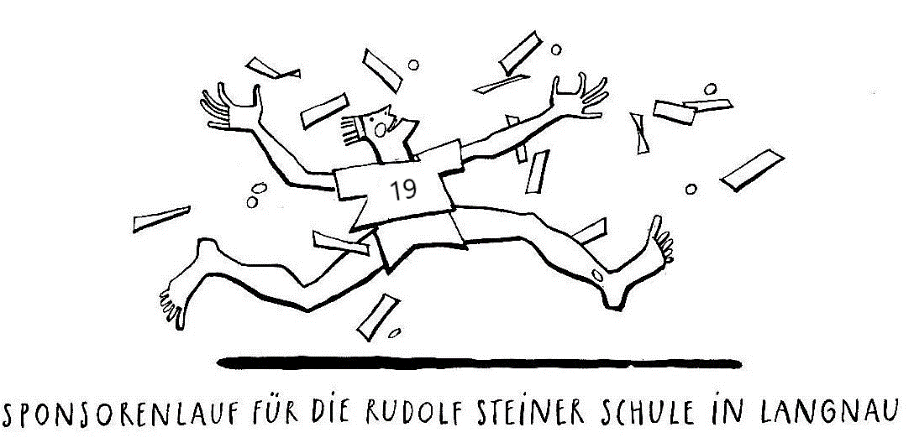 19
SPONSORENLAUF FÜR DIE RUDOLF STEINER SCHULE IN LANGNAU